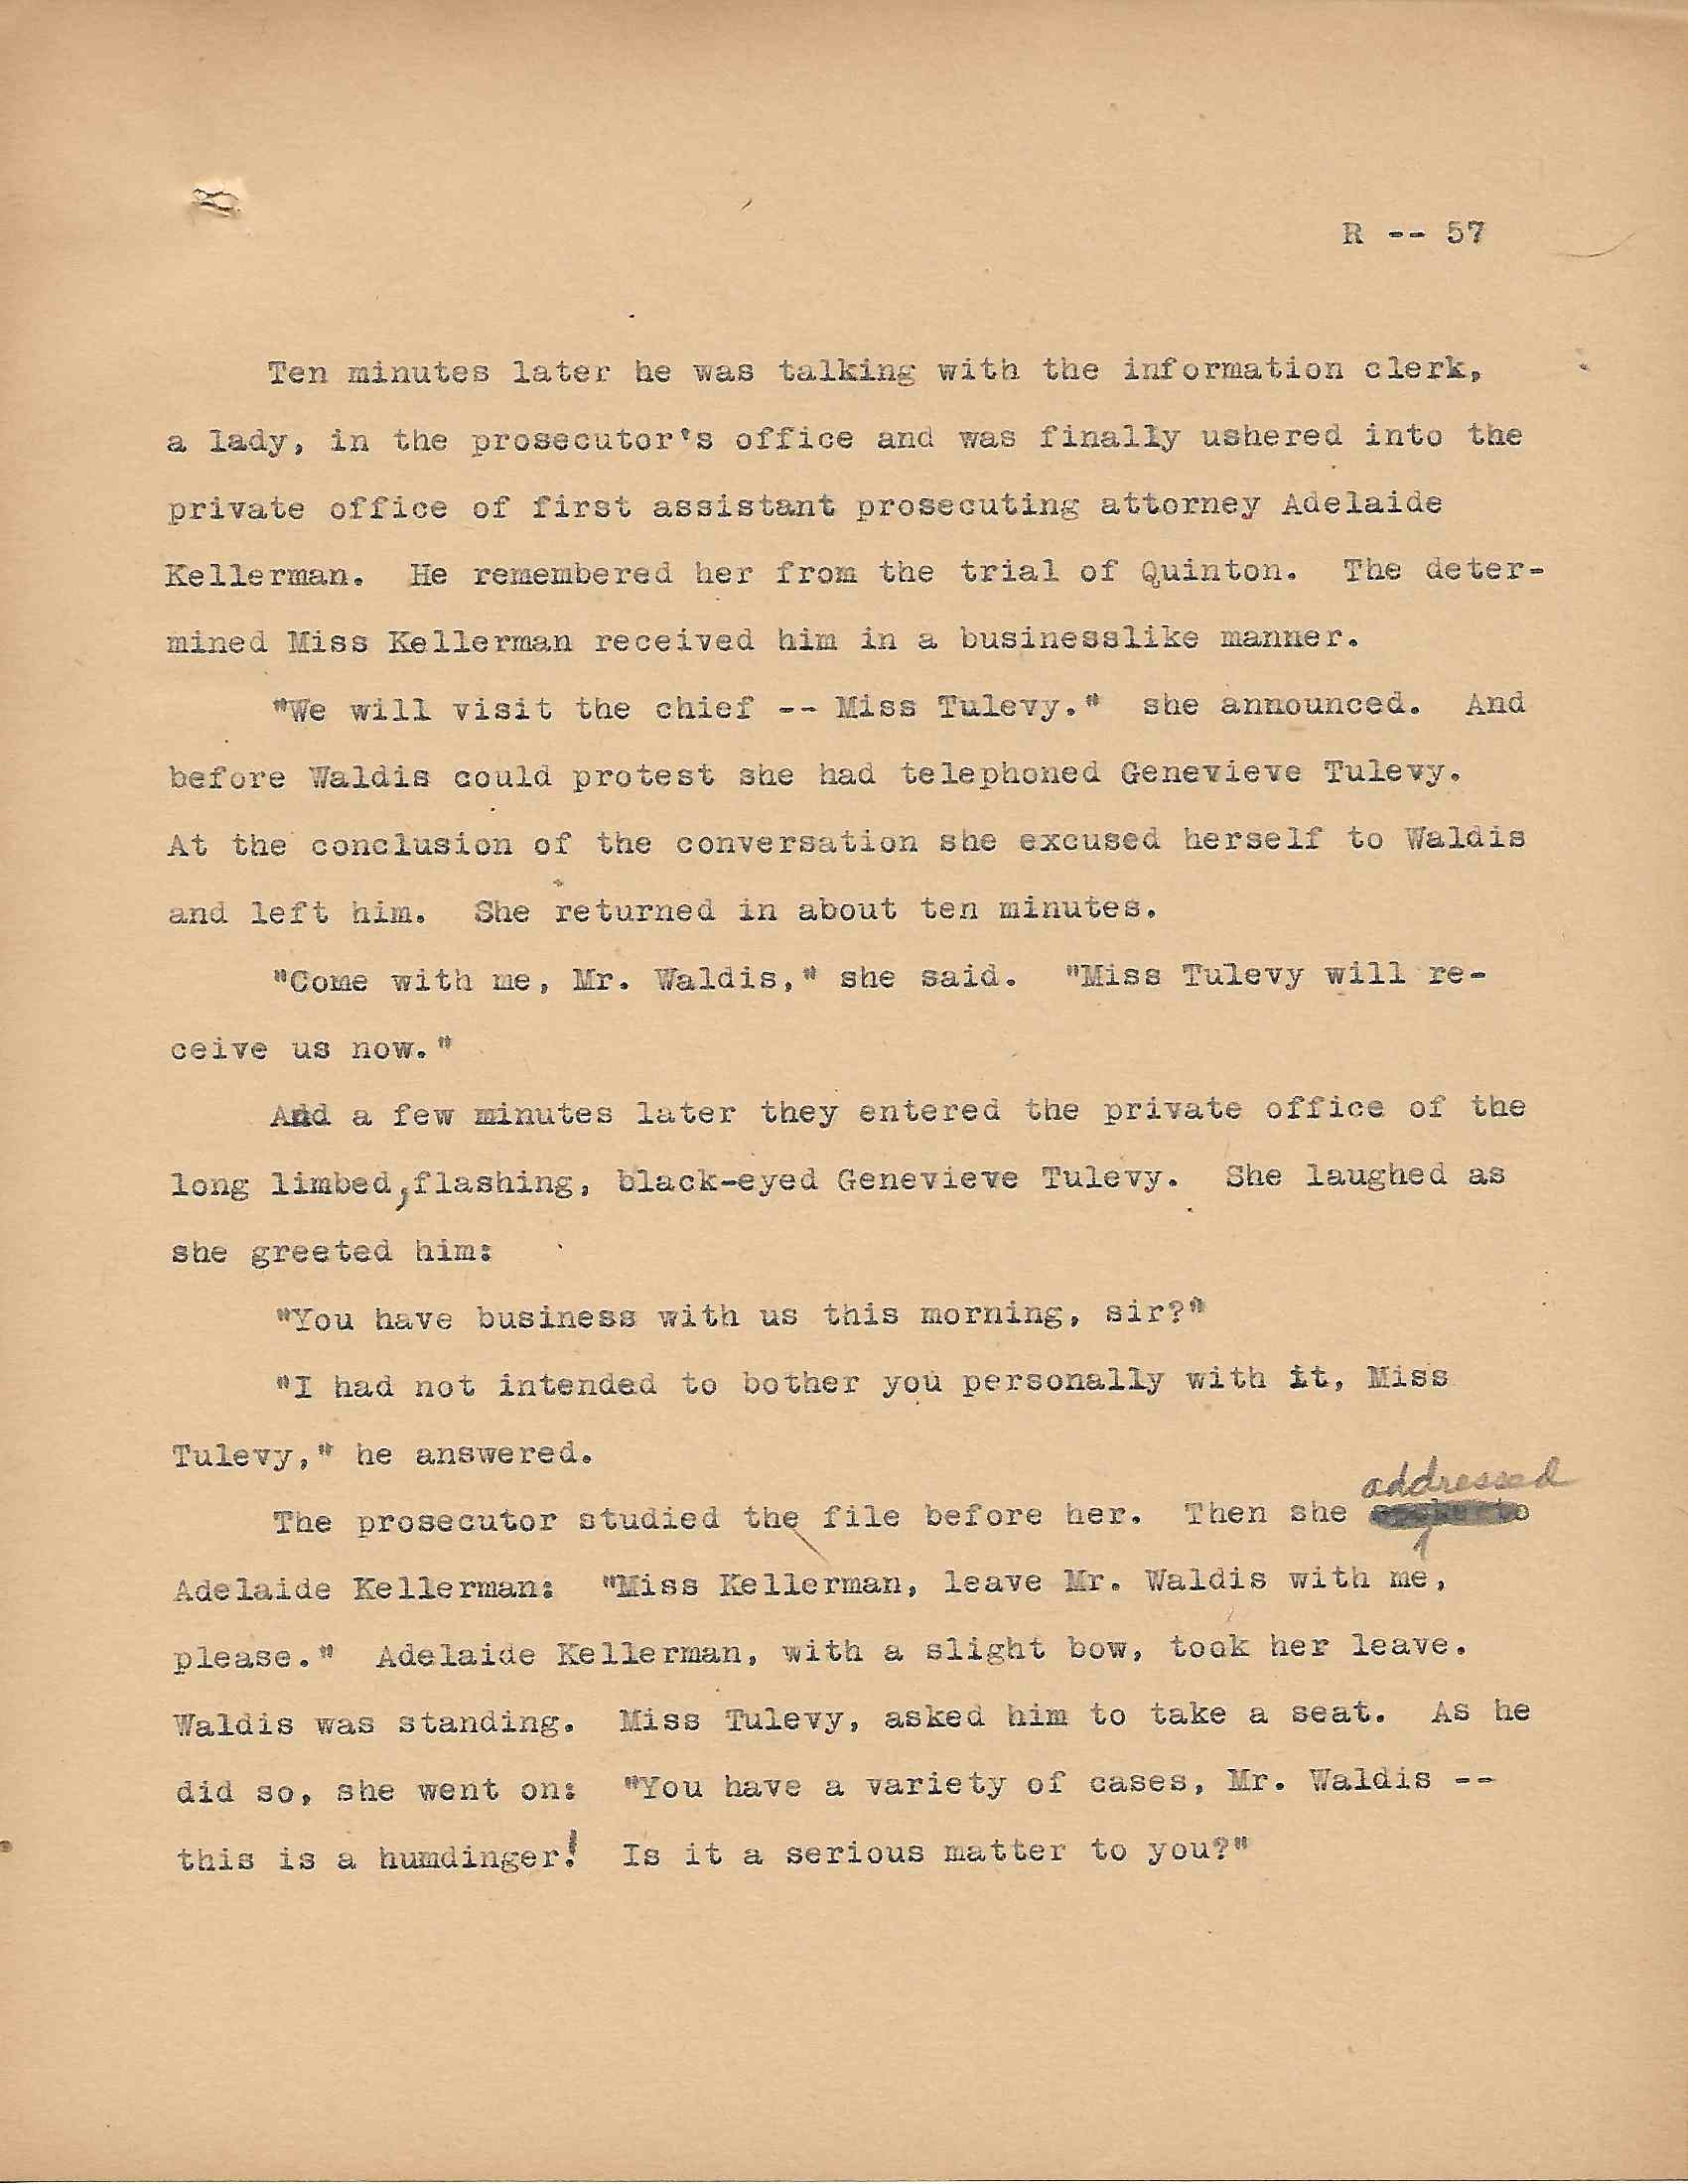 R -- 57
Ten minutes later he was talking with the information clerk,
a lady, in the prosecutor's office and was finally ushered into the
private office of first assistant prosecuting attorney Adelaide
Kellerman. He remembered her from the trial of Quinton. The deter-
mined Miss Kellerman received him in a businesslike manner.
"We will visit the chief -- Miss Tulevy." she announced. And
before Waldis could protest she had telephoned Genevieve Tulevy.
At the conclusion of the conversation she excused herself to Waldis
and left him. She returned in about ten minutes.
"Come with me, Mr. Waldis," she said. "Miss Tulevy will re-
ceive us now."
And a few minutes later they entered the private office of the
long limbed, flashing, black-eyed Genevieve Tulevy. She laughed as
she greeted him:
"You have business with us this morning, sir?"
"I had not intended to bother you personally with it, Miss
Tulevy," he answered.
addressed
The prosecutor studied the file before her. Then she
Adelaide Kellerman: "Miss Kellerman, leave Mr. Waldis with me,
please." Adelaide Kellerman, with a slight bow, took her leave.
Waldis was standing. Miss Tulevy, asked him to take a seat. As he
did so, she went on: "You have a variety of cases, Mr. Waldis --
this is a humdinger! Is it a serious matter to you?"